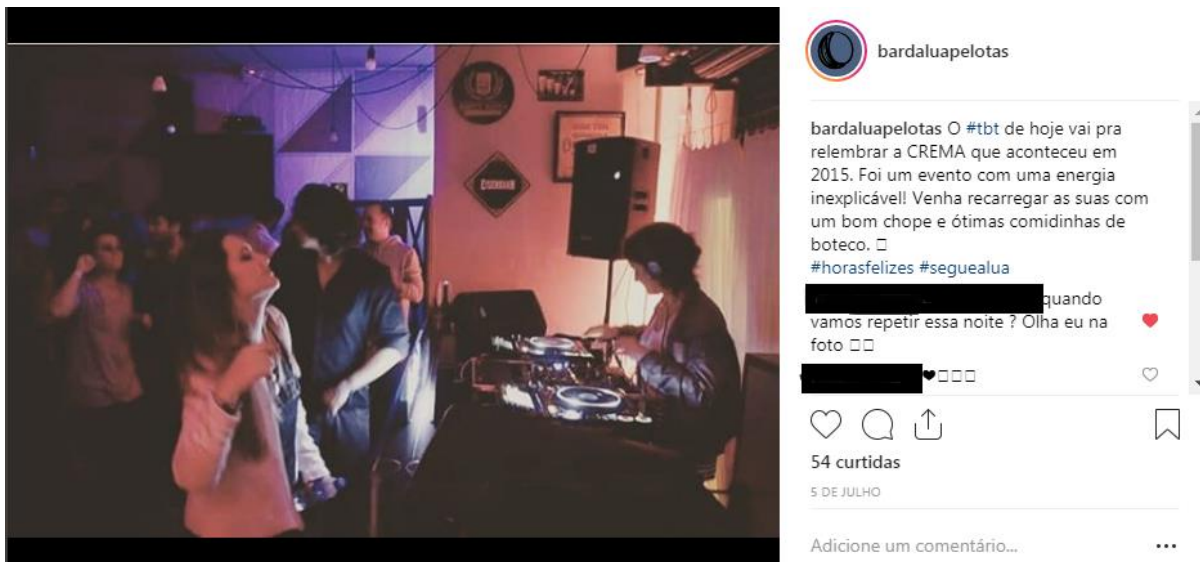 bardaluapelotas
bardaluapelotas O #tbt de hoje vai pra
relembrar a CREMA que aconteceu em
2015. Foi um evento com uma energia
inexplicável! Venha recarregar as suas com
um bom chope e ótimas comidinhas de
boteco. □
#horasfelizes #seguealua
quando
vamos repetir essa noite ? Olha eu na
foto □□
❤□□□
54 curtidas
5 DE JULHO
Adicione um comentário...